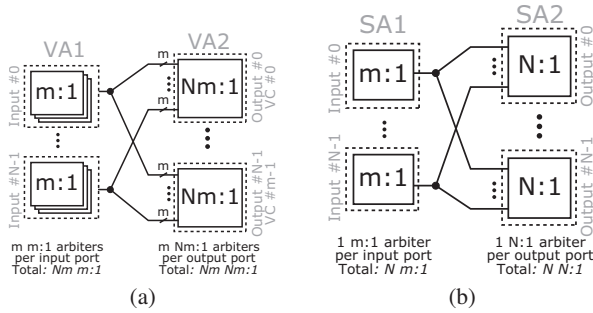 VA1
VA2
Input #0
m:1
m
Nm:1
m
Output #0
VC #0
Input #N-1
m:1
m
Nm:1
m
Output #N-1
VC #m-1
m m:1 arbiters
per input port
Total: Nm m:1
m Nm:1 arbiters
per output port
Total: Nm Nm:1
(a)
SA1
SA2
Input #0
m:1
N:1
Output #0
Input #N-1
m:1
N:1
Output #N-1
1 m:1 arbiter
per input port
Total: N m:1
1 N:1 arbiter
per output port
Total: N N:1
(b)